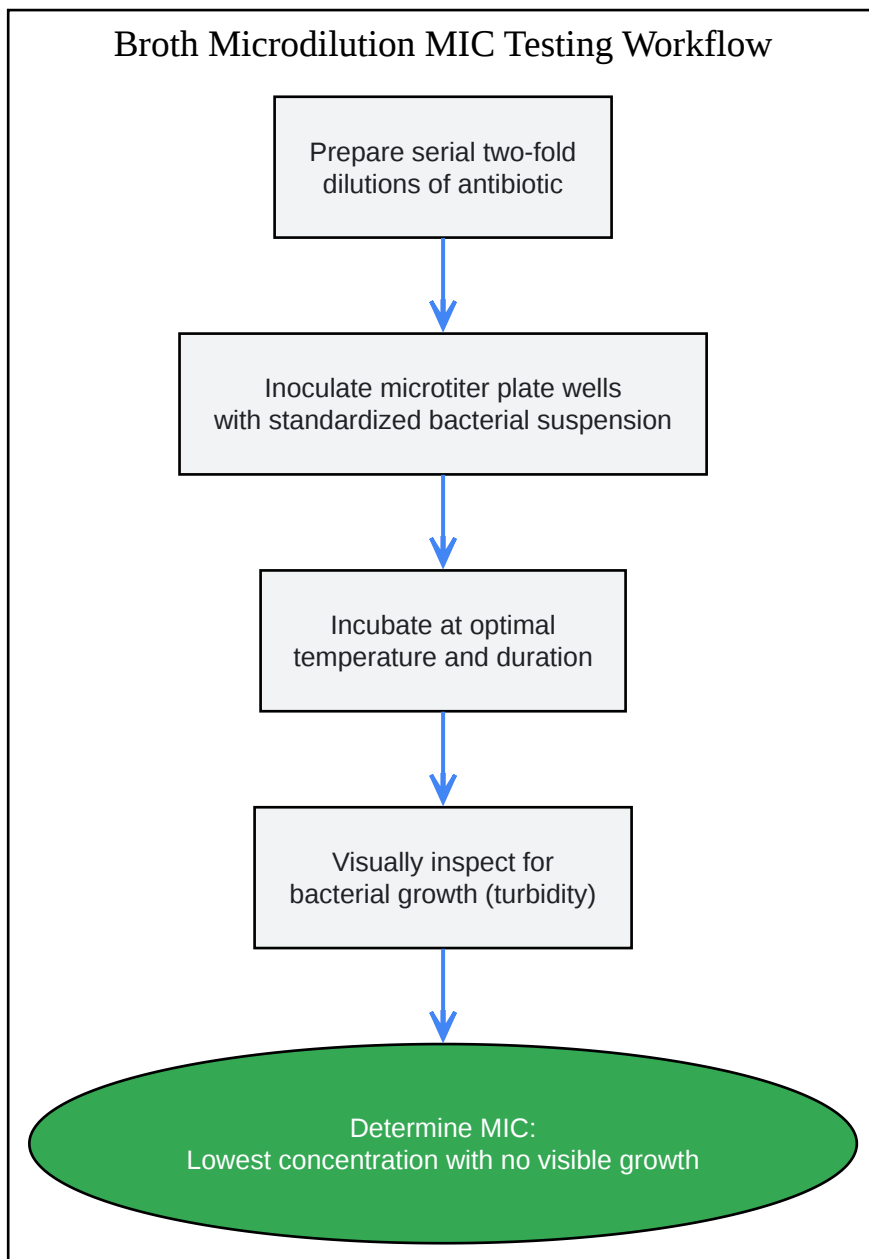 Broth Microdilution MIC Testing Workflow
Prepare serial two-fold
dilutions of antibiotic
Inoculate microtiter plate wells
with standardized bacterial suspension
Incubate at optimal
temperature and duration
Visually inspect for
bacterial growth (turbidity)
Determine MIC:
Lowest concentration with no visible growth